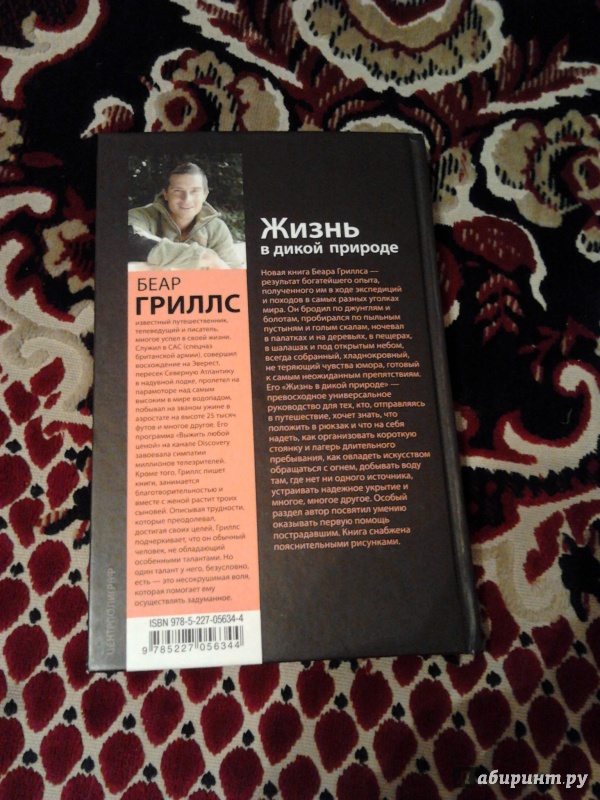 БЕАР
ГРИЛЛС
известный путешественник,
телеведущий и писатель,
многое успел в своей жизни.
Служил в САС (спецназ
британской армии), совершил
восхождение на Эверест,
пересек Северную Атлантику
в надувной лодке, пролетел на
парамоторе над самым
высоким в мире водопадом,
побывал на званом ужине в
аэростате на высоте 25 тысяч
футов и многое другое. Его
программа «Выжить любой
ценой» на канале Discovery
завоевала симпатии
миллионов телезрителей.
Кроме того, Гриллс пишет
книги, занимается
благотворительностью и
вместе с женой растит троих
сыновей. Описывая трудности,
которые преодолевал,
достигая своих целей, Гриллс
подчеркивает, что он обычный
человек, не обладающий
особенными талантами. Но
один талант у него, безусловно,
есть — это несокрушимая воля,
которая помогает ему
осуществлять задуманное.
Жизнь
в дикой природе
Новая книга Беара Гриллса —
результат богатейшего опыта,
полученного им в ходе экспедиций
и походов в самых разных уголках
мира. Он бродил по джунглям и
болотам, пробирался по пыльным
пустыням и голым скалам, ночевал
в палатках и на деревьях, в пещерах,
в шалашах и под открытым небом,
всегда собранный, хладнокровный,
не теряющий чувства юмора, готовый
к самым неожиданным препятствиям.
Его «Жизнь в дикой природе» —
превосходное универсальное
руководство для тех, кто, отправляясь
в путешествие, хочет знать, что
положить в рюкзак и что на себя
надеть, как организовать короткую
стоянку и лагерь длительного
пребывания, как овладеть искусством
обращаться с огнем, добывать воду
там, где нет ни одного источника,
устраивать надежное укрытие и
многое, многое другое. Особый
раздел автор посвятил умению
оказывать первую помощь
пострадавшим. Книга снабжена
пояснительными рисунками.
ЦЕНТРПОЛИГРАФ
ISBN 978-5-227-05634-4
9 785227 056344
Лабиринт.ру